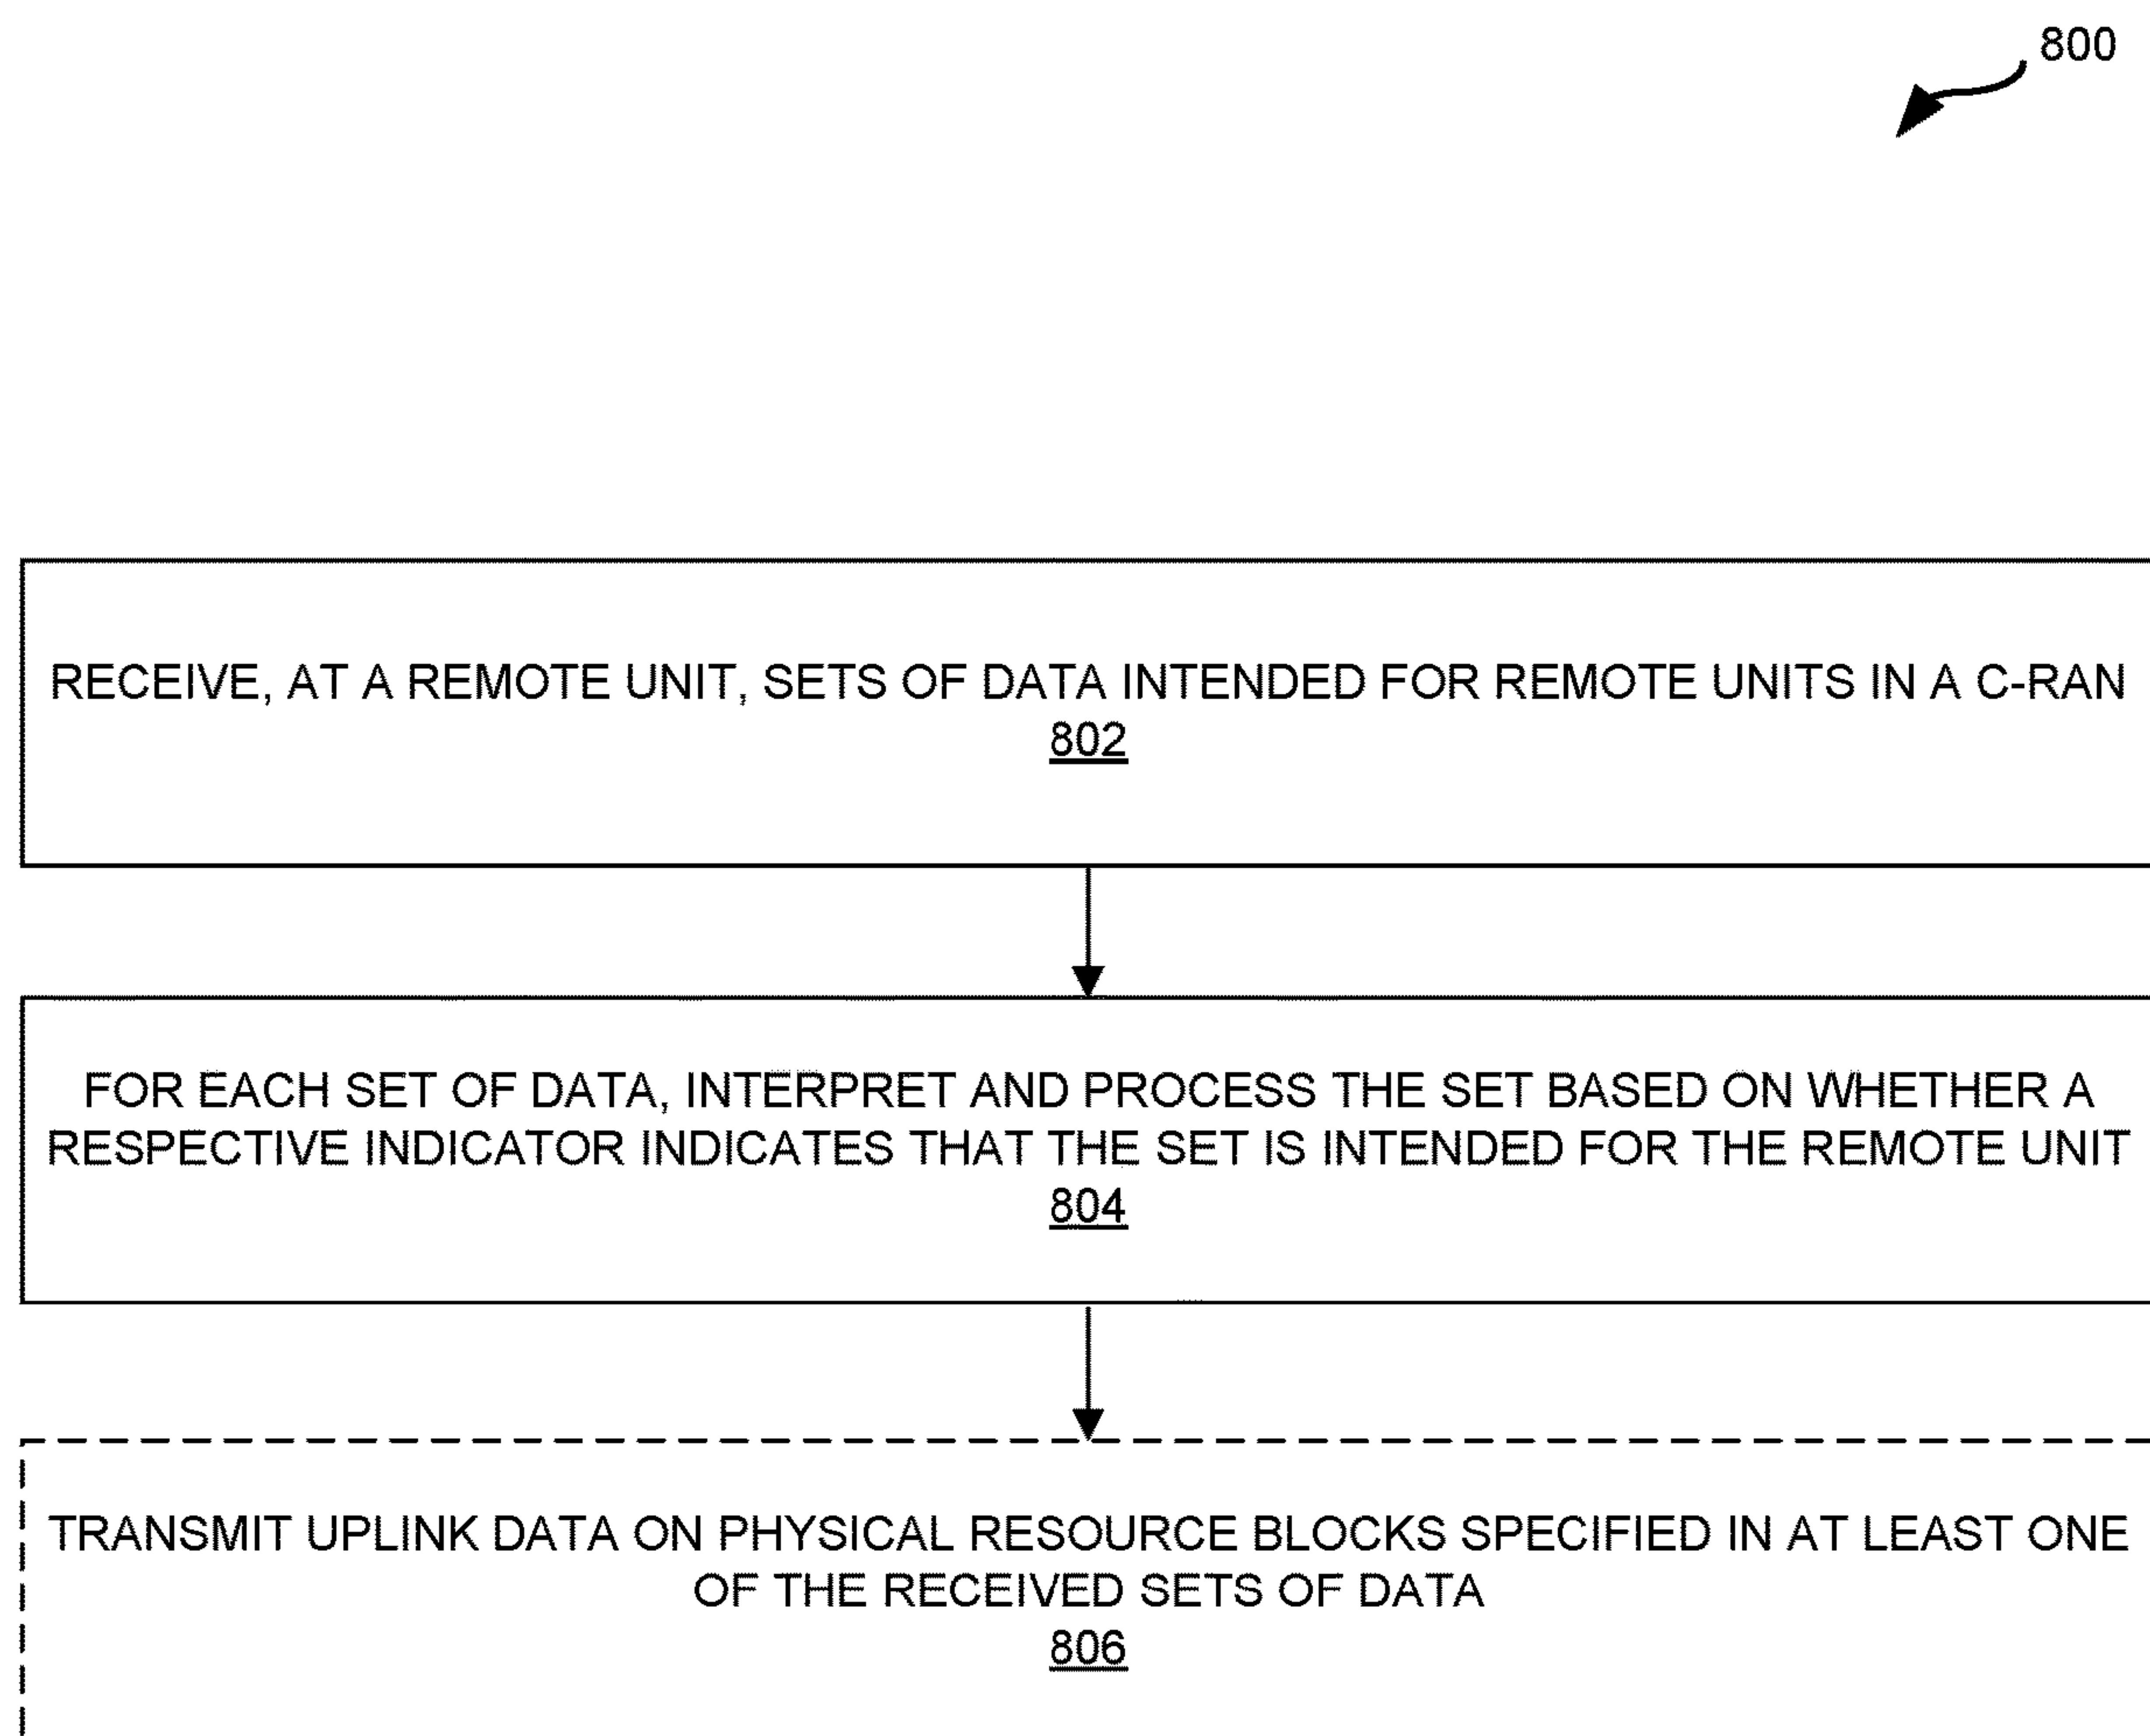 800
RECEIVE, AT A REMOTE UNIT, SETS OF DATA INTENDED FOR REMOTE UNITS IN A C-RAN
802
FOR EACH SET OF DATA, INTERPRET AND PROCESS THE SET BASED ON WHETHER A
RESPECTIVE INDICATOR INDICATES THAT THE SET IS INTENDED FOR THE REMOTE UNIT
804
TRANSMIT UPLINK DATA ON PHYSICAL RESOURCE BLOCKS SPECIFIED IN AT LEAST ONE
OF THE RECEIVED SETS OF DATA
806